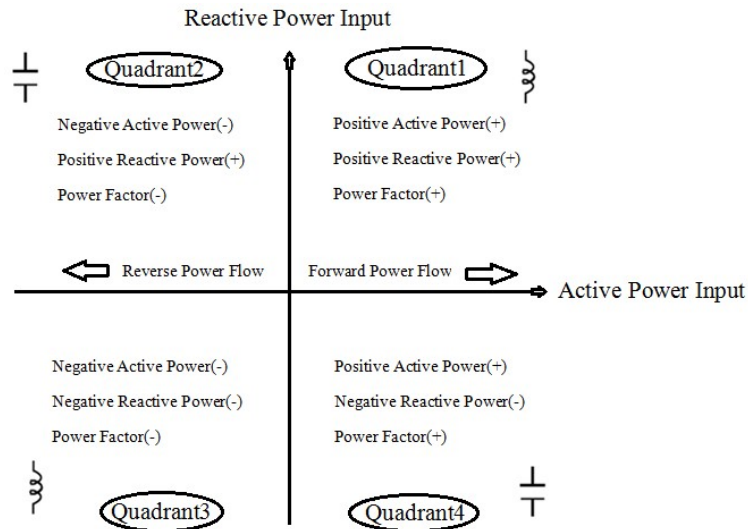 Reactive Power Input
Quadrant2
Quadrant1
Negative Active Power(-)
Positive Reactive Power(+)
Power Factor(-)
Positive Active Power(+)
Positive Reactive Power(+)
Power Factor(+)
Reverse Power Flow
Forward Power Flow
Active Power Input
Negative Active Power(-)
Negative Reactive Power(-)
Power Factor(-)
Positive Active Power(+)
Negative Reactive Power(-)
Power Factor(+)
Quadrant3
Quadrant4